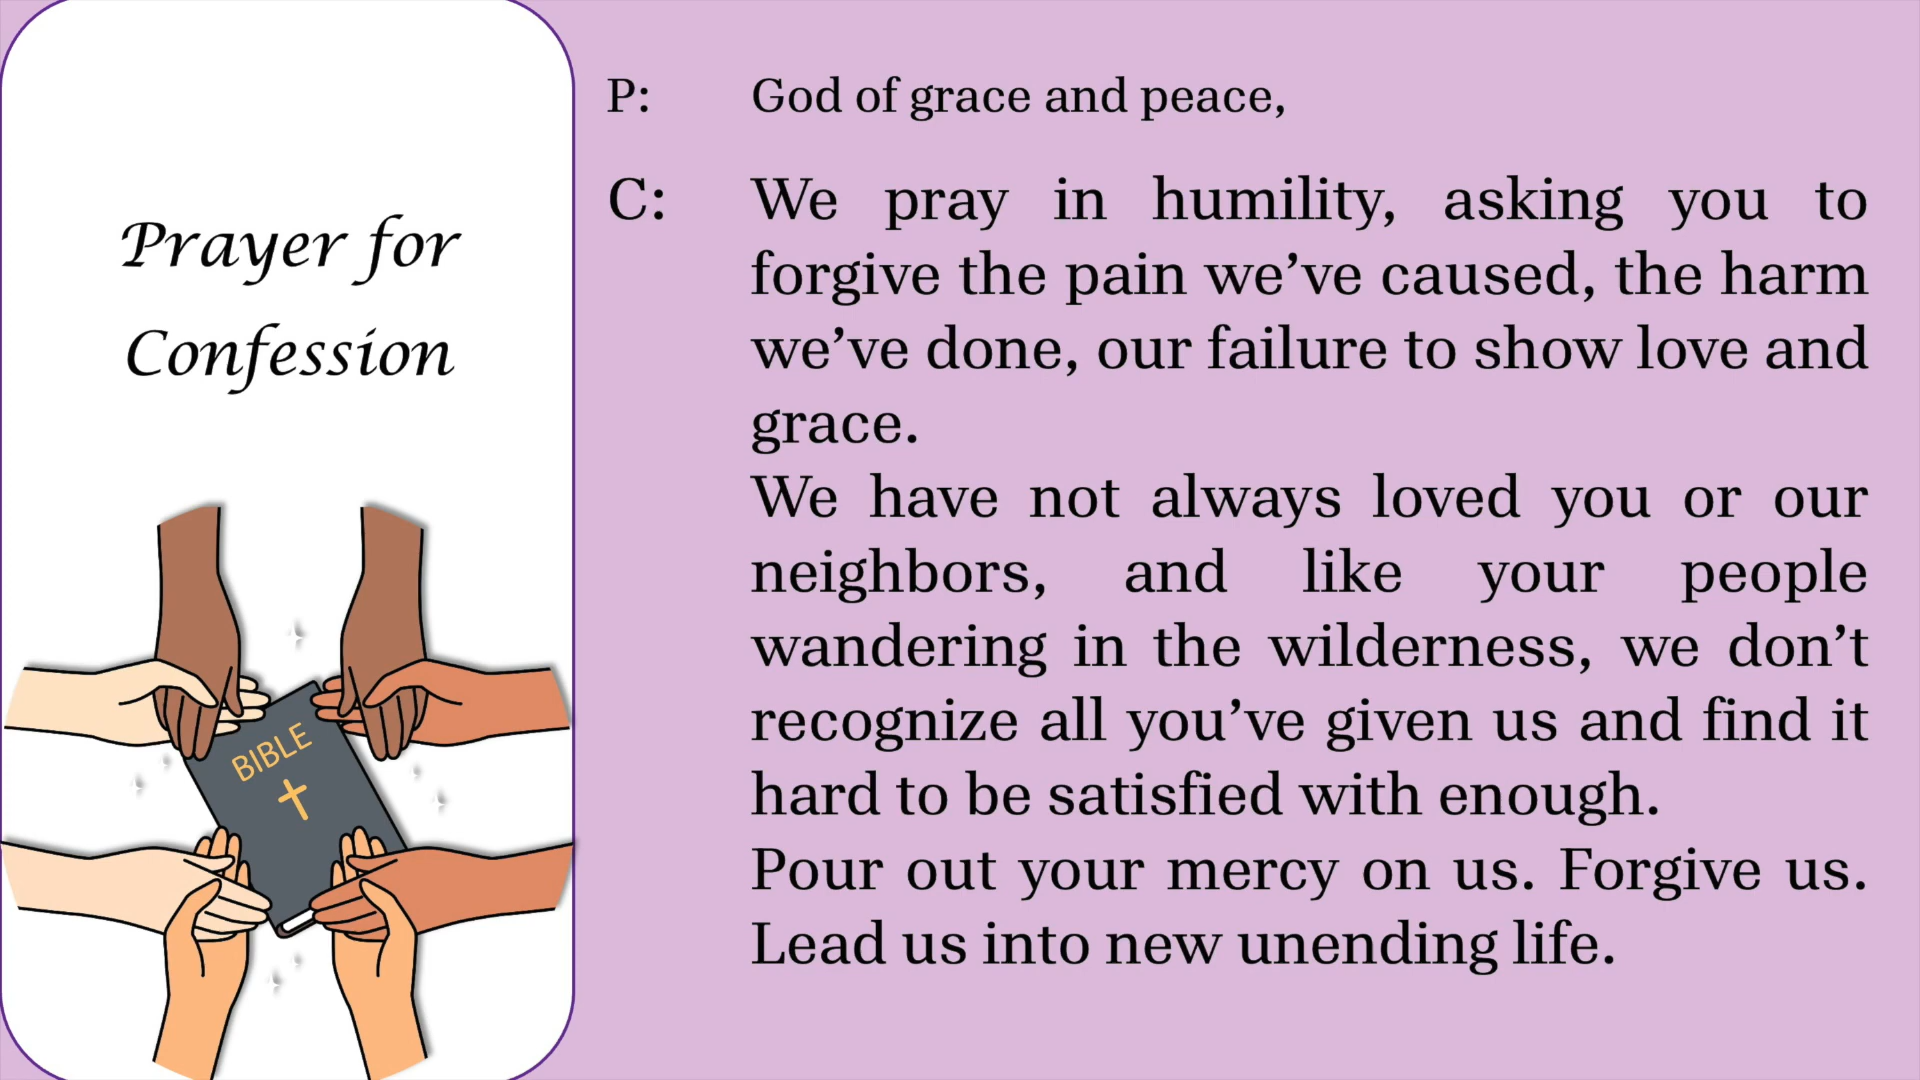 Prayer for
Confession
BIBLE
P: God of grace and peace,
C: We pray in humility, asking you to
forgive the pain we’ve caused, the harm
we’ve done, our failure to show love and
grace.
We have not always loved you or our
neighbors, and like your people
wandering in the wilderness, we don’t
recognize all you’ve given us and find it
hard to be satisfied with enough.
Pour out your mercy on us. Forgive us.
Lead us into new unending life.